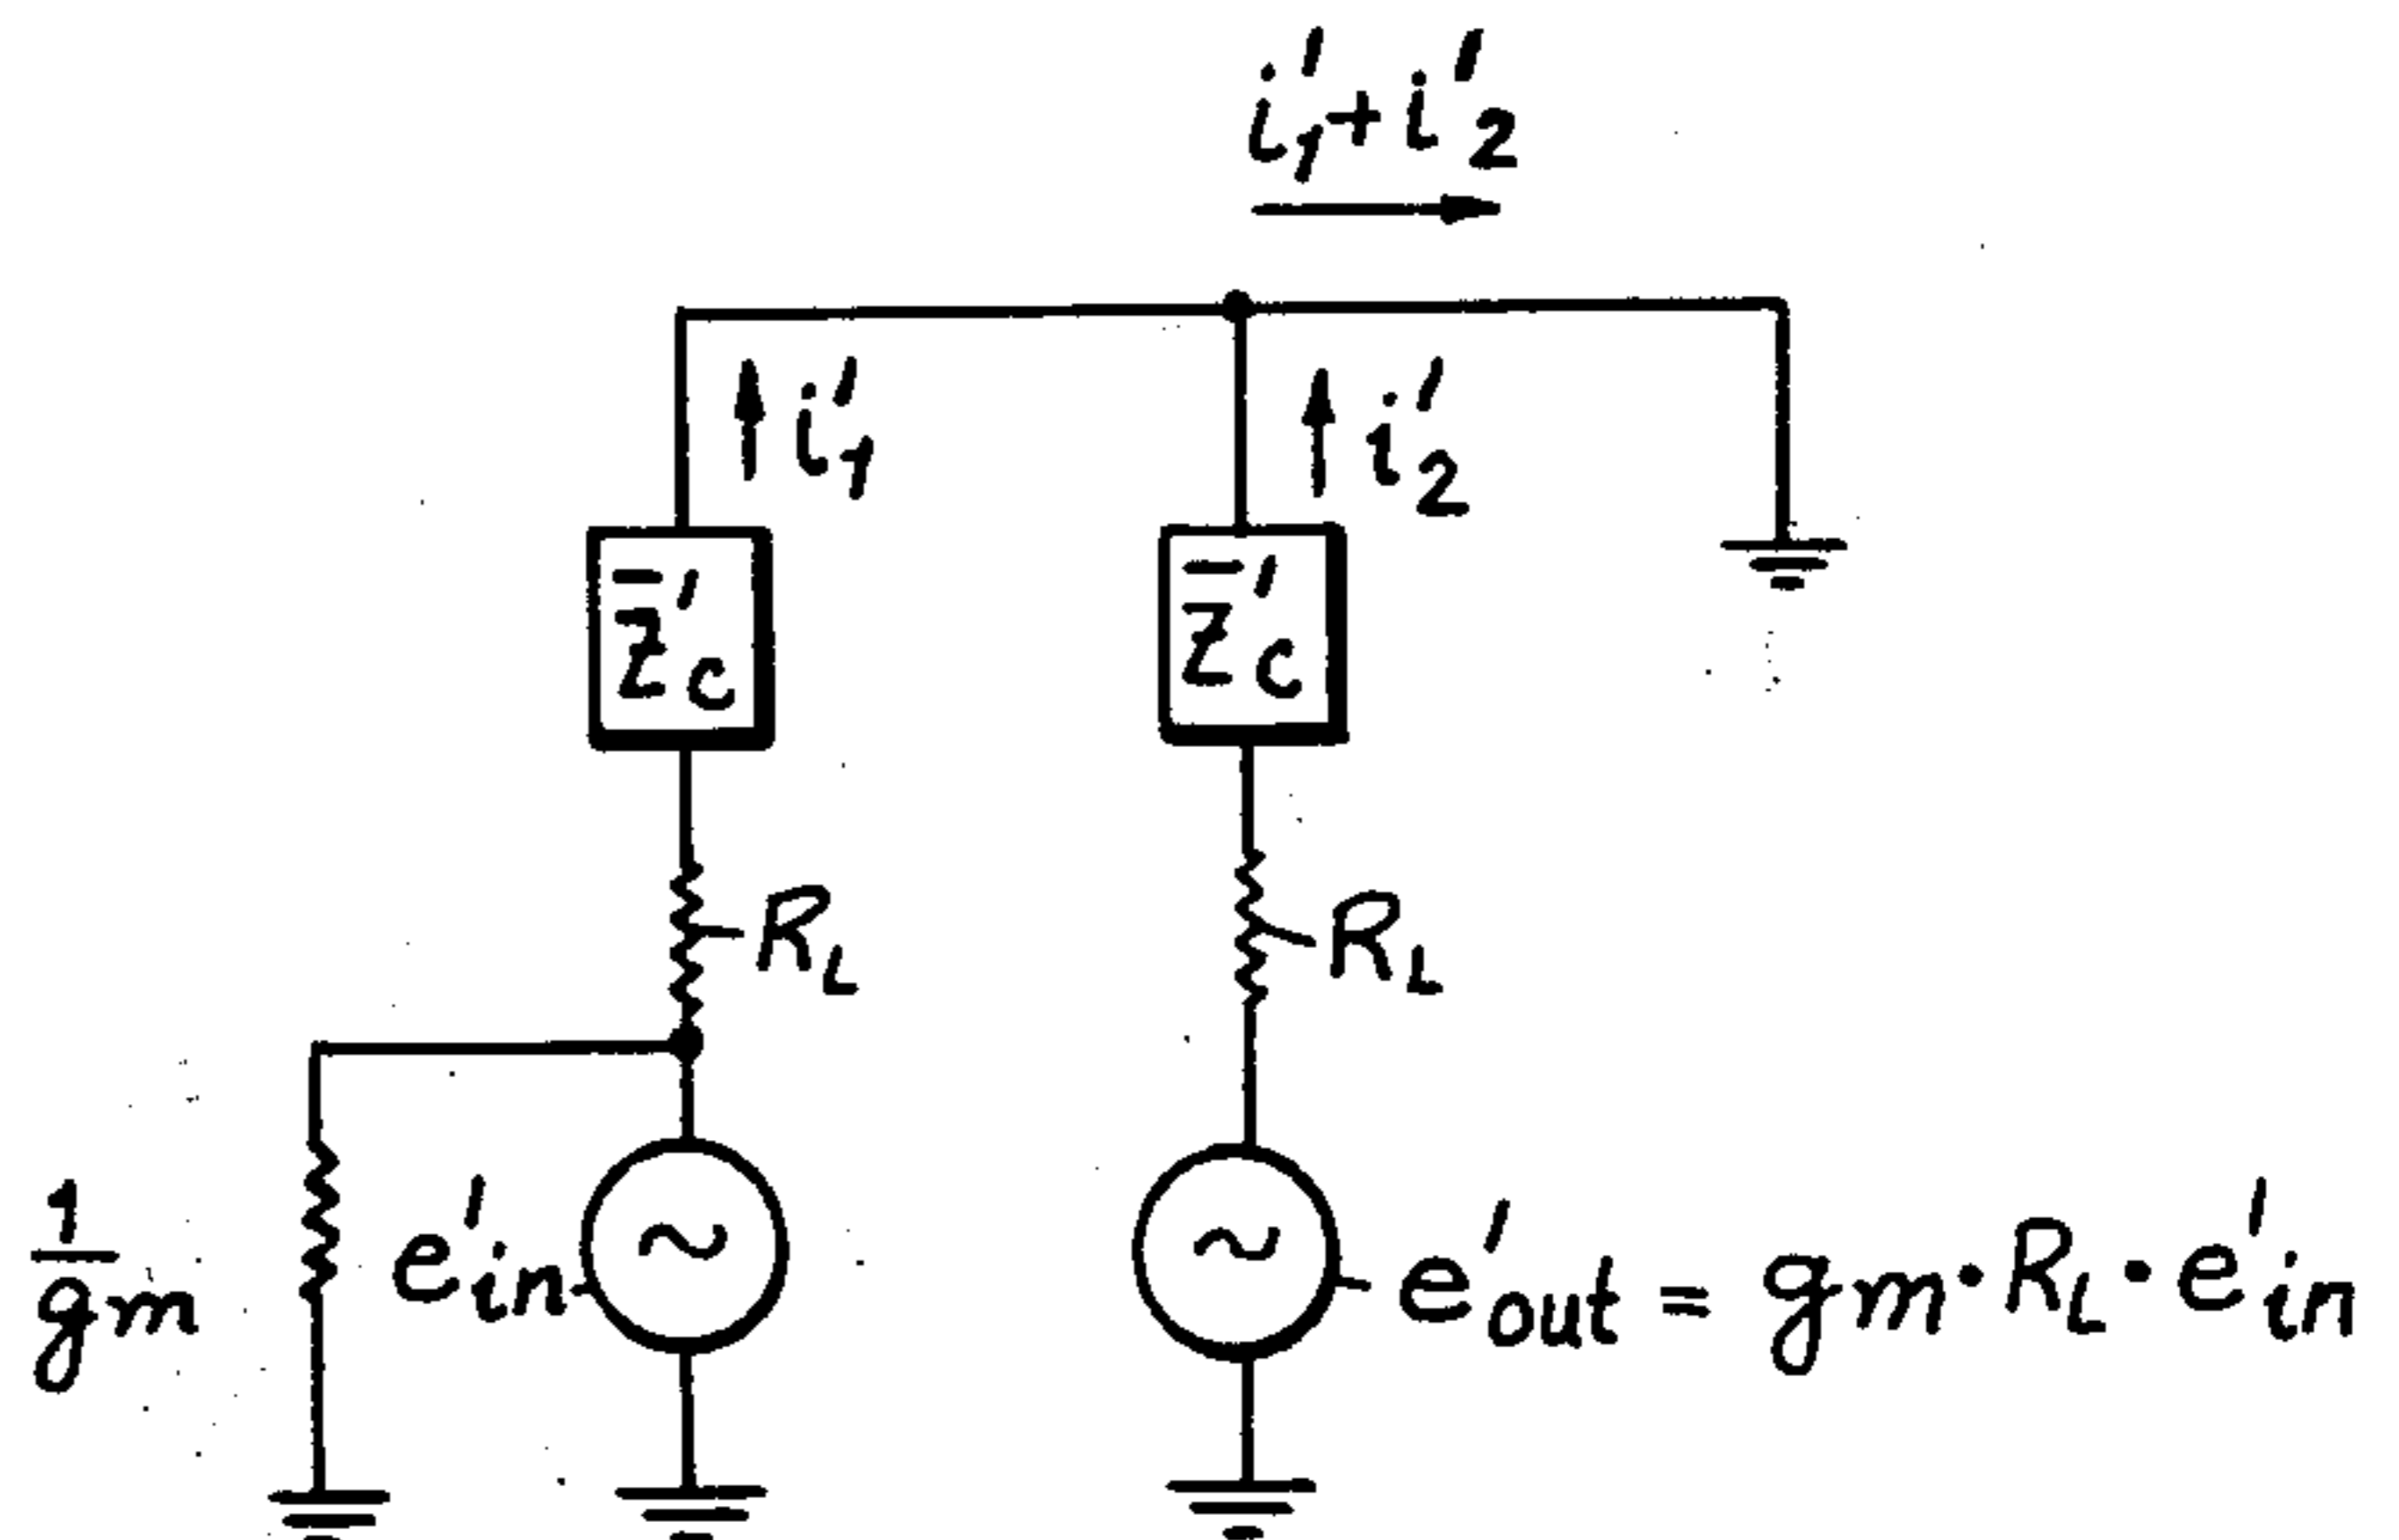 i′1+i′2
i′1
i′2
Z̄′C
Z̄′C
RL
RL
1/gm
e′in
~
~
e′out = gm·RL·e′in